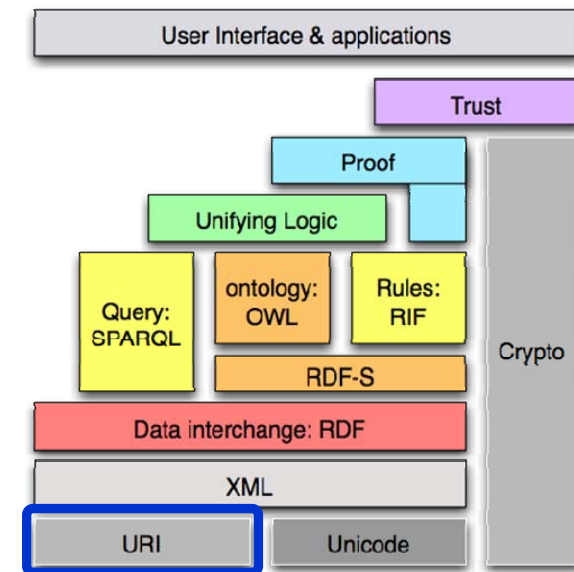 User Interface & applications
Trust
Proof
Unifying Logic
Query:
SPARQL
ontology:
OWL
Rules:
RIF
Crypto
RDF-S
Data interchange: RDF
XML
URI
Unicode